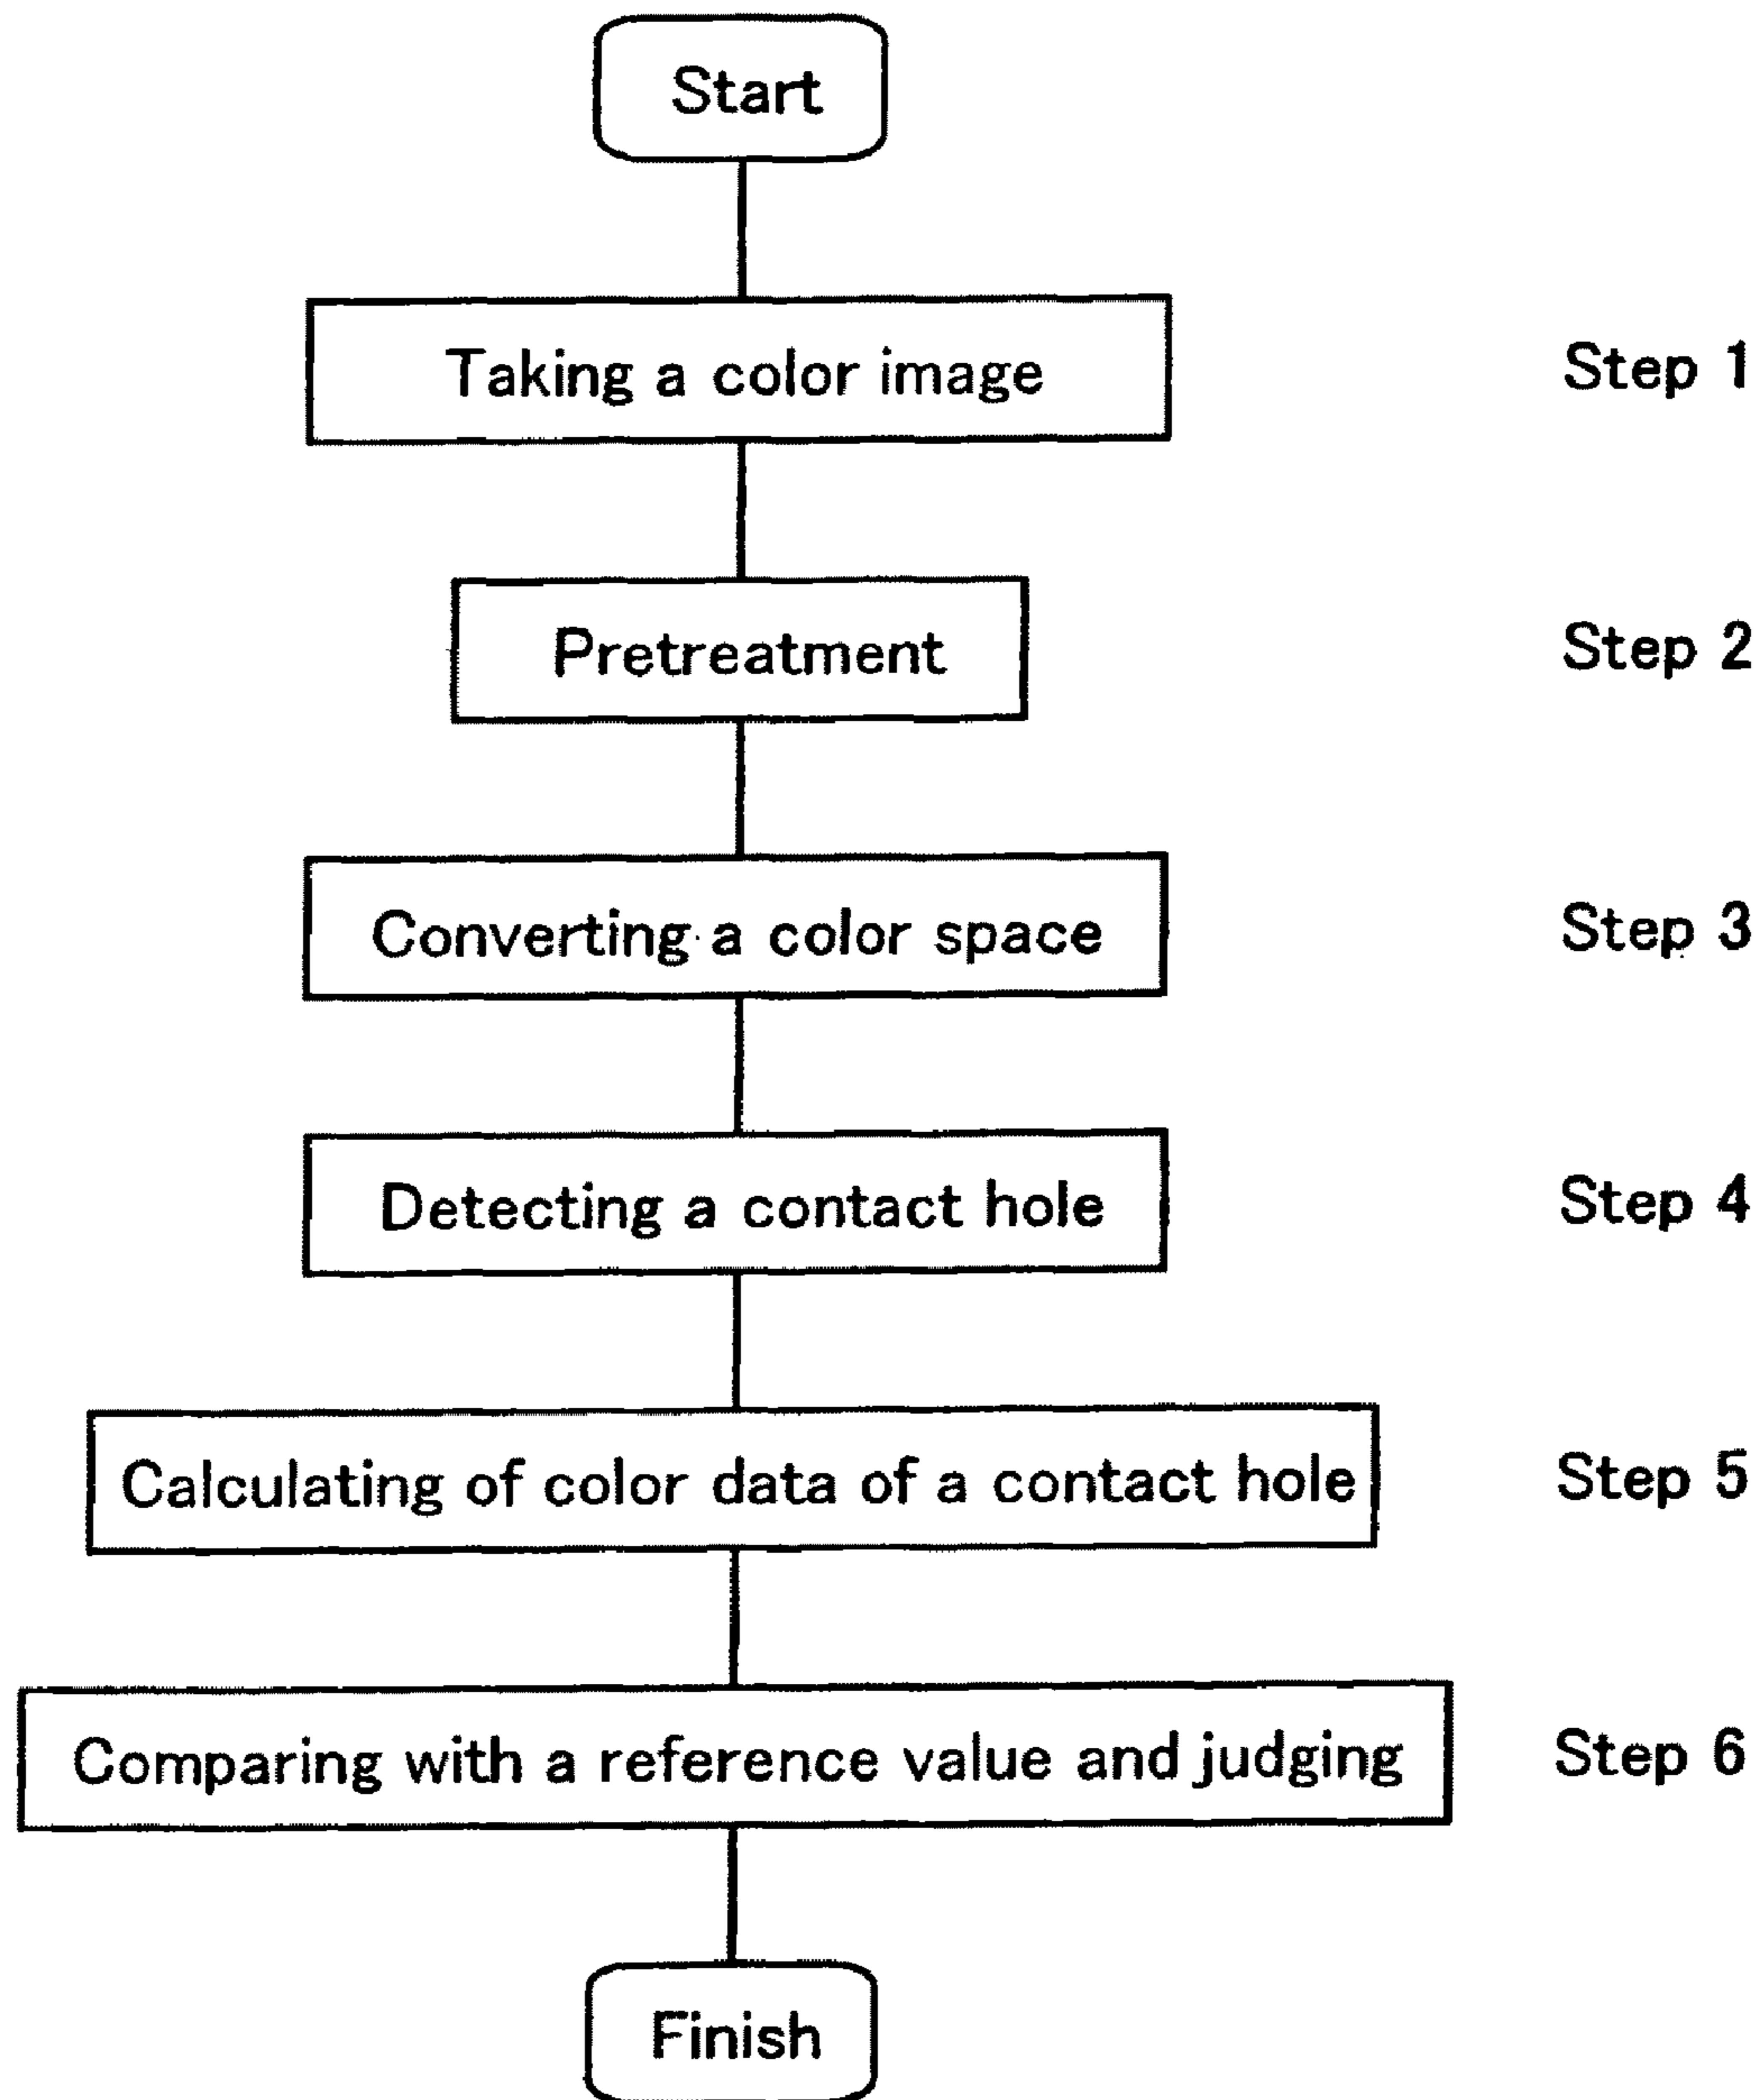 Start
Taking a color image Step 1
Pretreatment Step 2
Converting a color space Step 3
Detecting a contact hole Step 4
Calculating of color data of a contact hole Step 5
Comparing with a reference value and judging Step 6
Finish